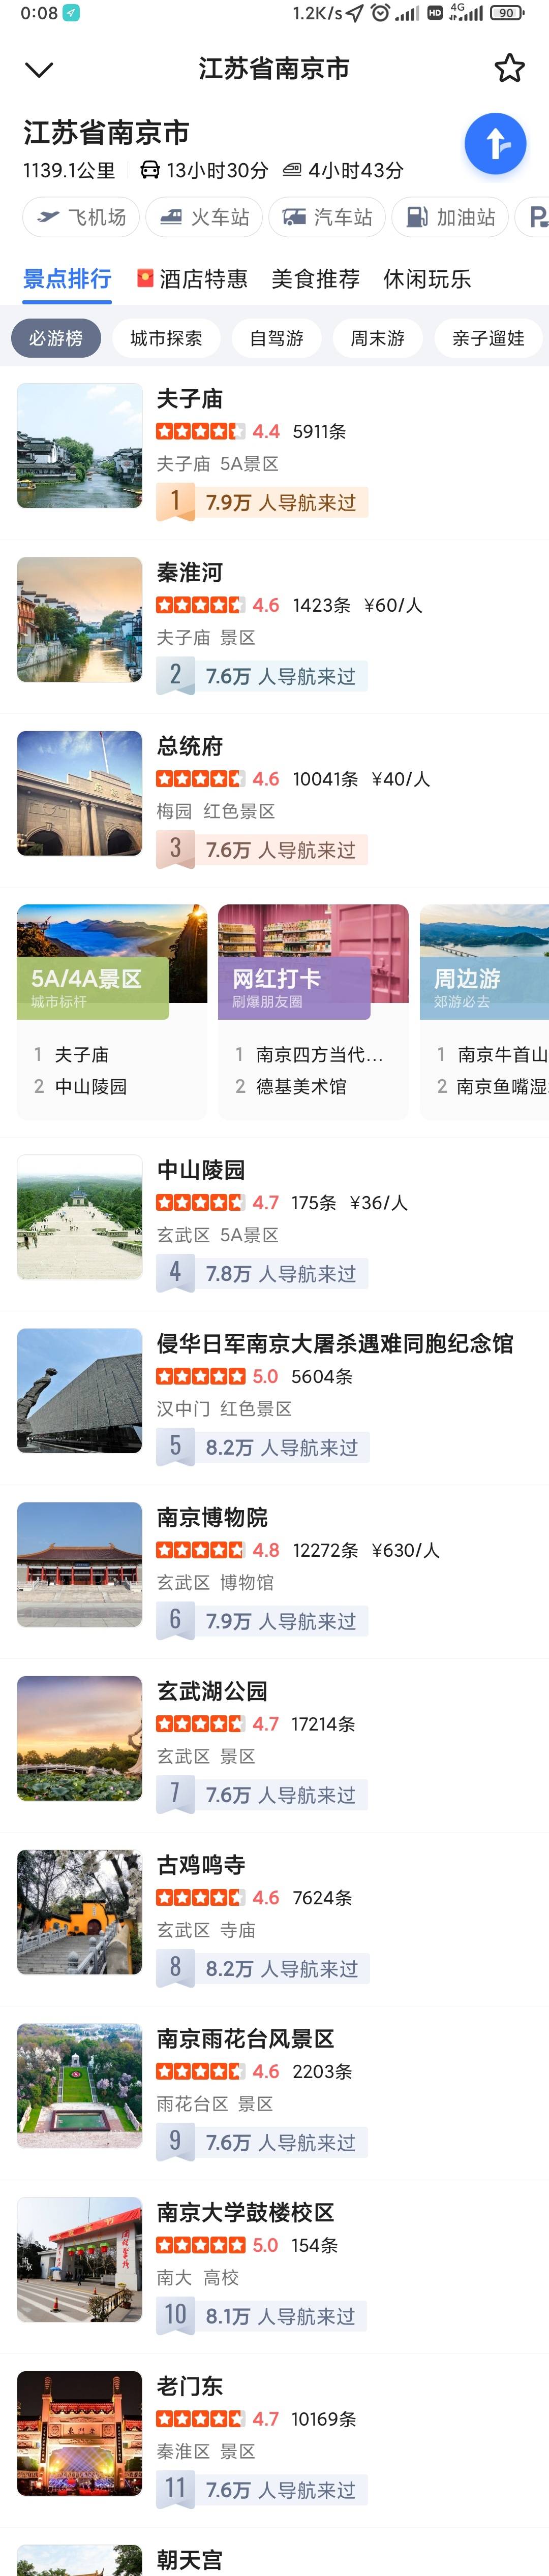 0:08 1.2K/s HD 4G 90
江苏省南京市
江苏省南京市
1139.1公里 13小时30分 4小时43分
飞机场 火车站 汽车站 加油站 P
景点排行 酒店特惠 美食推荐 休闲玩乐
必游榜 城市探索 自驾游 周末游 亲子遛娃
夫子庙
4.4 5911条
夫子庙 5A景区
1 7.9万 人导航来过
秦淮河
4.6 1423条 ¥60/人
夫子庙 景区
2 7.6万 人导航来过
总统府
4.6 10041条 ¥40/人
梅园 红色景区
3 7.6万 人导航来过
5A/4A景区 网红打卡 周边游
城市标杆 刷爆朋友圈 郊游必去
1 夫子庙 1 南京四方当代... 1 南京牛首山
2 中山陵园 2 德基美术馆 2 南京鱼嘴湿
中山陵园
4.7 175条 ¥36/人
玄武区 5A景区
4 7.8万 人导航来过
侵华日军南京大屠杀遇难同胞纪念馆
5.0 5604条
汉中门 红色景区
5 8.2万 人导航来过
南京博物院
4.8 12272条 ¥630/人
玄武区 博物馆
6 7.9万 人导航来过
玄武湖公园
4.7 17214条
玄武区 景区
7 7.6万 人导航来过
古鸡鸣寺
4.6 7624条
玄武区 寺庙
8 8.2万 人导航来过
南京雨花台风景区
4.6 2203条
雨花台区 景区
9 7.6万 人导航来过
南京大学鼓楼校区
5.0 154条
南大 高校
10 8.1万 人导航来过
老门东
4.7 10169条
秦淮区 景区
11 7.6万 人导航来过
朝天宫